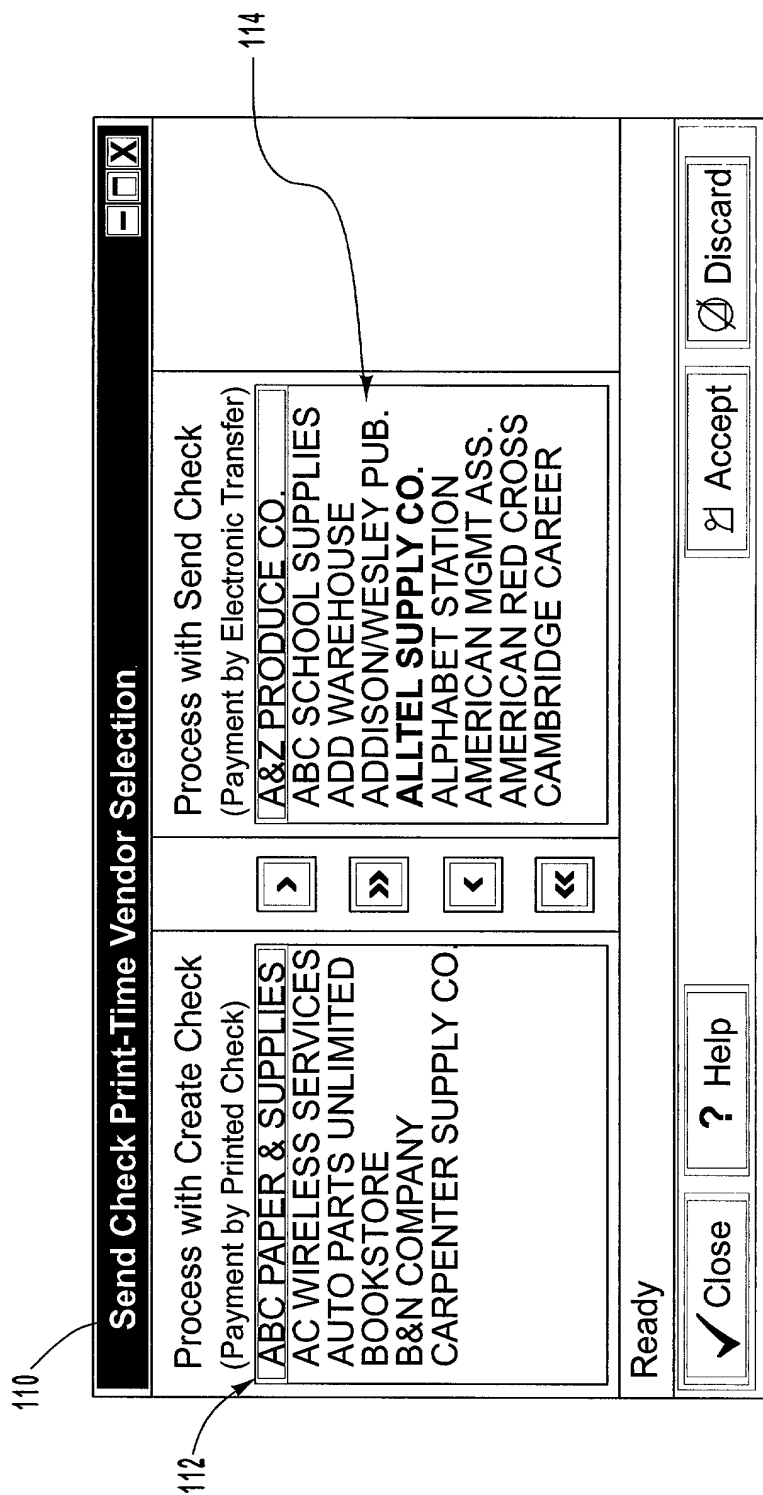 110
Send Check Print-Time Vendor Selection
112
Process with Create Check
(Payment by Printed Check)
ABC PAPER & SUPPLIES
AC WIRELESS SERVICES
AUTO PARTS UNLIMITED
BOOKSTORE
B&N COMPANY
CARPENTER SUPPLY CO.
>
>>
<
<<
Process with Send Check
(Payment by Electronic Transfer)
A&Z PRODUCE CO.
ABC SCHOOL SUPPLIES
ADD WAREHOUSE
ADDISON/WESLEY PUB.
ALLTEL SUPPLY CO.
ALPHABET STATION
AMERICAN MGMT ASS.
AMERICAN RED CROSS
CAMBRIDGE CAREER
114
Ready
Close
? Help
Accept
Discard